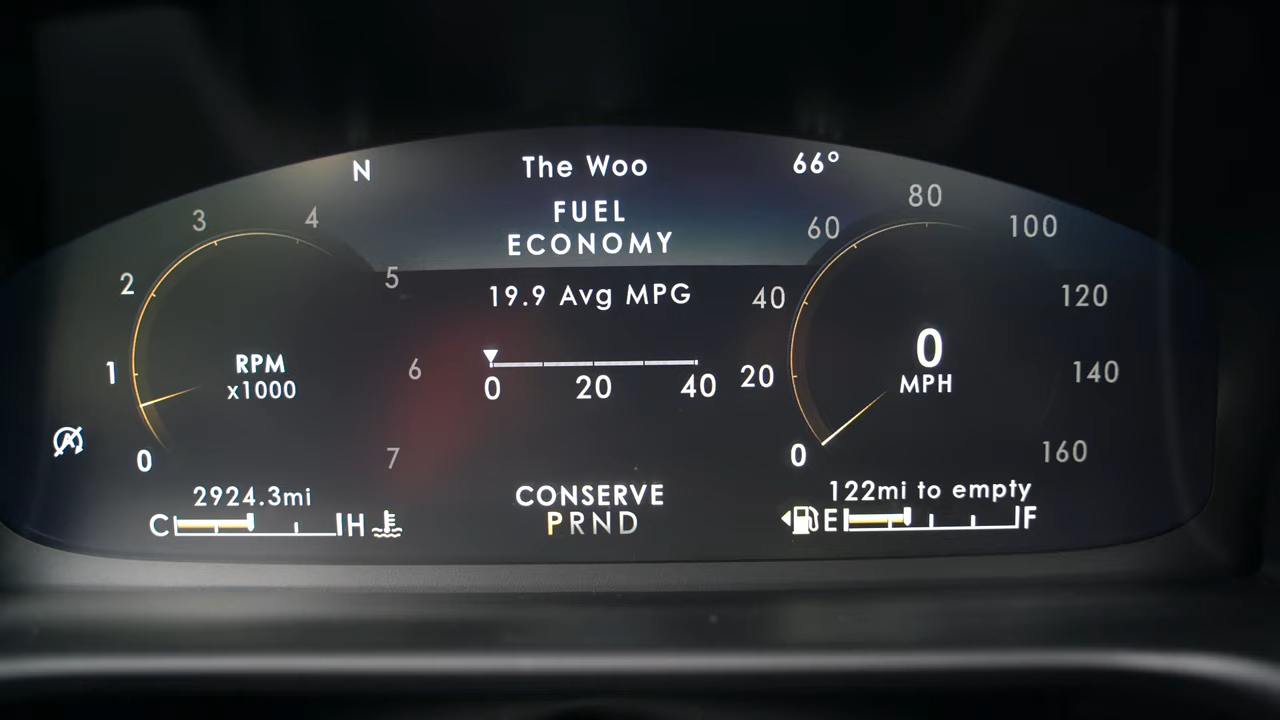 N The Woo 66°
FUEL
ECONOMY
19.9 Avg MPG
0 20 40
0 1 2 3 4 5 6 7
RPM
x1000
0 20 40 60 80 100 120 140 160
0
MPH
A
2924.3mi
C H
CONSERVE
PRND
122mi to empty
E F